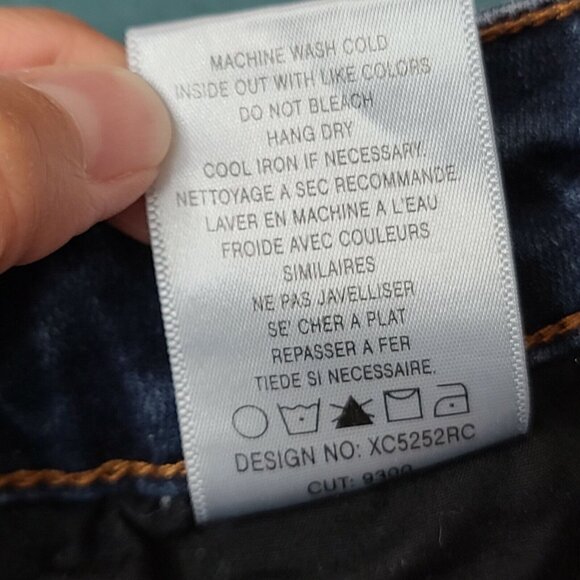 MACHINE WASH COLD
INSIDE OUT WITH LIKE COLORS
DO NOT BLEACH
HANG DRY
COOL IRON IF NECESSARY.
NETTOYAGE A SEC RECOMMANDE
LAVER EN MACHINE A L'EAU
FROIDE AVEC COULEURS
SIMILAIRES
NE PAS JAVELLISER
SE' CHER A PLAT
REPASSER A FER
TIEDE SI NECESSAIRE.
DESIGN NO: XC5252RC
CUT: 9300